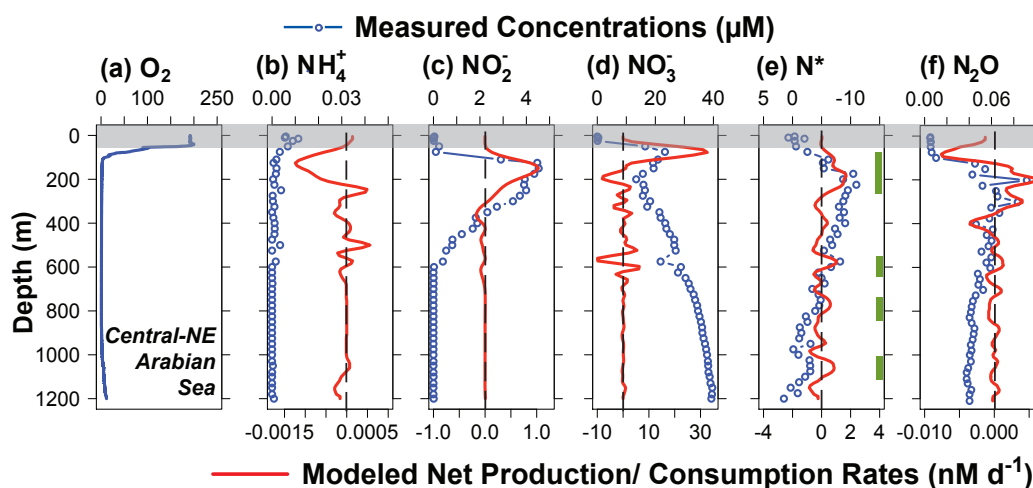 Measured Concentrations (µM)
(a) O₂ (b) NH₄⁺ (c) NO₂⁻ (d) NO₃⁻ (e) N* (f) N₂O
0 100 250 0.00 0.03 0 2 4 0 20 40 5 0 -10 0.00 0.06
Depth (m)
0
200
400
600
800
1000
1200
Central-NE
Arabian
Sea
-0.0015 0.0005 -1.0 0.0 1.0 -10 10 30 -4 0 2 4 -0.010 0.000
Modeled Net Production/ Consumption Rates (nM d⁻¹)